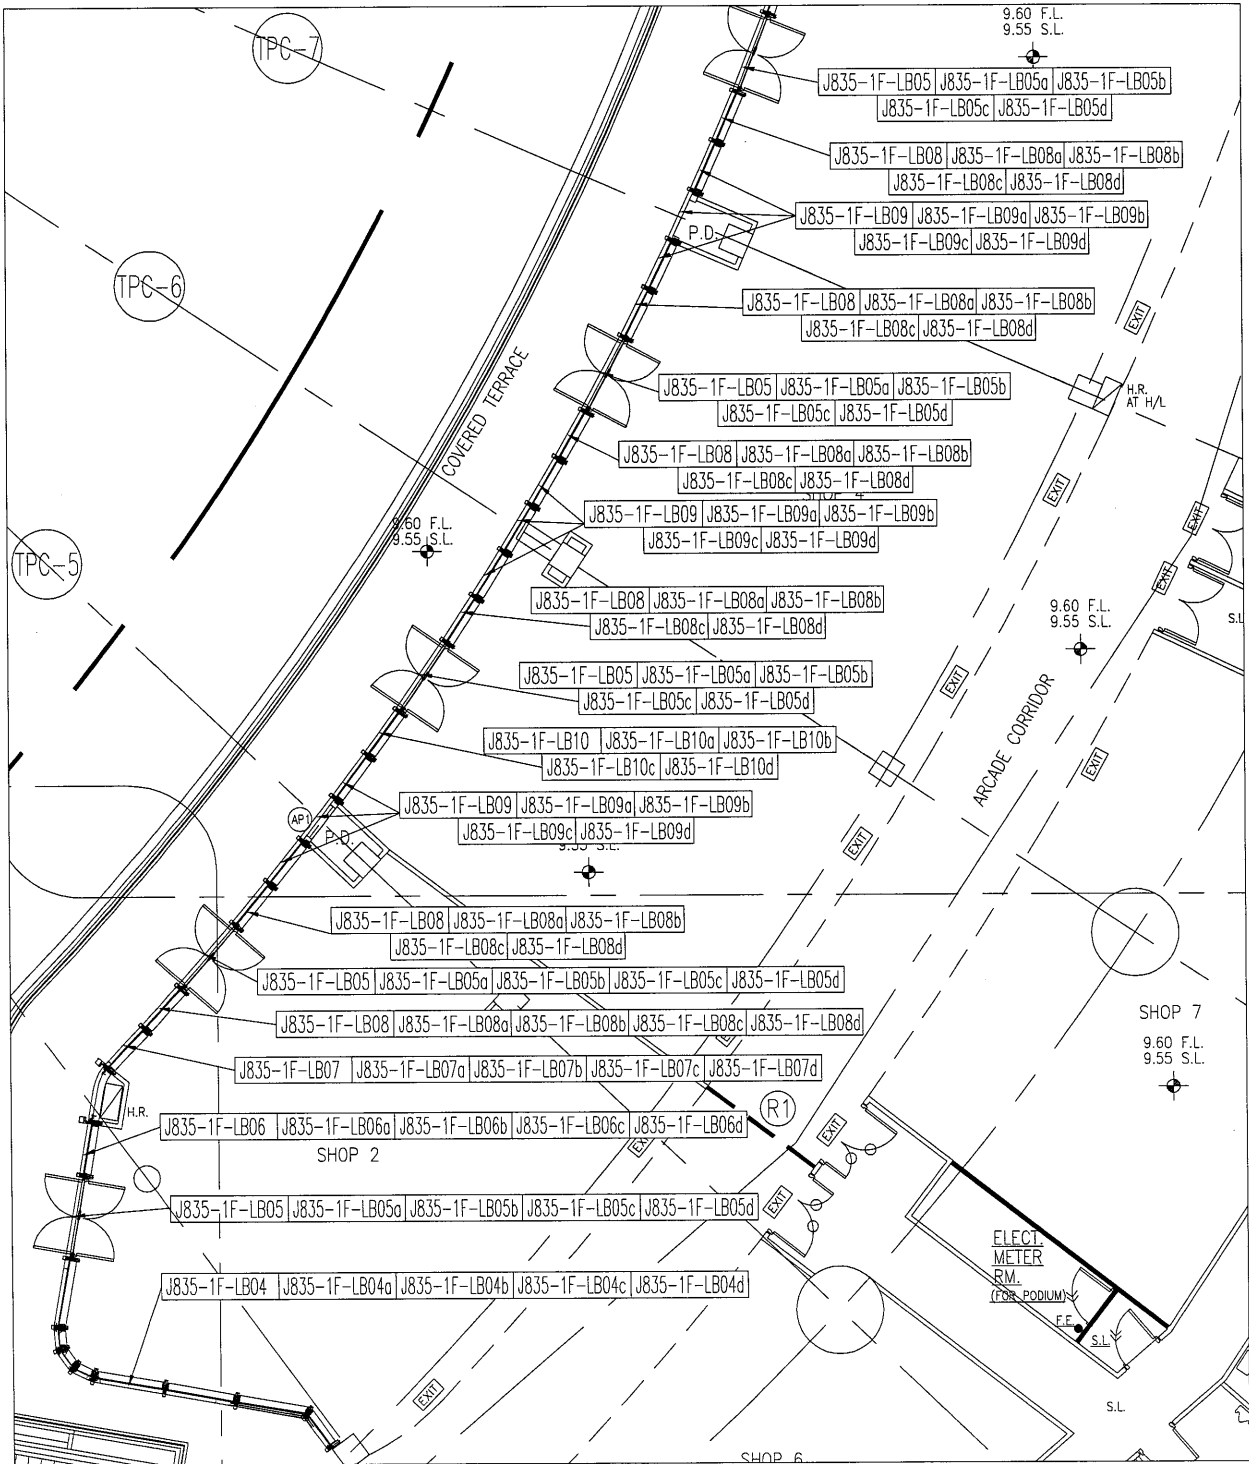 9.60 F.L.
9.55 S.L.
TPC-7
J835-1F-LB05 J835-1F-LB05a J835-1F-LB05b
J835-1F-LB05c J835-1F-LB05d
J835-1F-LB08 J835-1F-LB08a J835-1F-LB08b
J835-1F-LB08c J835-1F-LB08d
J835-1F-LB09 J835-1F-LB09a J835-1F-LB09b
J835-1F-LB09c J835-1F-LB09d
P.D.
TPC-6
J835-1F-LB08 J835-1F-LB08a J835-1F-LB08b
J835-1F-LB08c J835-1F-LB08d
EXIT
COVERED TERRACE
J835-1F-LB05 J835-1F-LB05a J835-1F-LB05b
J835-1F-LB05c J835-1F-LB05d
H.R.
AT H/L
J835-1F-LB08 J835-1F-LB08a J835-1F-LB08b
J835-1F-LB08c J835-1F-LB08d
SHOP 4
EXIT
J835-1F-LB09 J835-1F-LB09a J835-1F-LB09b
J835-1F-LB09c J835-1F-LB09d
9.60 F.L.
9.55 S.L.
EXIT
TPC-5
EXIT
J835-1F-LB08 J835-1F-LB08a J835-1F-LB08b
J835-1F-LB08c J835-1F-LB08d
9.60 F.L.
9.55 S.L.
S.L.
J835-1F-LB05 J835-1F-LB05a J835-1F-LB05b
J835-1F-LB05c J835-1F-LB05d
EXIT
ARCADE CORRIDOR
J835-1F-LB10 J835-1F-LB10a J835-1F-LB10b
J835-1F-LB10c J835-1F-LB10d
EXIT
J835-1F-LB09 J835-1F-LB09a J835-1F-LB09b
J835-1F-LB09c J835-1F-LB09d
AP1
P.D.
9.55 S.L.
EXIT
J835-1F-LB08 J835-1F-LB08a J835-1F-LB08b
J835-1F-LB08c J835-1F-LB08d
J835-1F-LB05 J835-1F-LB05a J835-1F-LB05b J835-1F-LB05c J835-1F-LB05d
J835-1F-LB08 J835-1F-LB08a J835-1F-LB08b J835-1F-LB08c J835-1F-LB08d
SHOP 7
9.60 F.L.
9.55 S.L.
J835-1F-LB07 J835-1F-LB07a J835-1F-LB07b J835-1F-LB07c J835-1F-LB07d
H.R.
R1
J835-1F-LB06 J835-1F-LB06a J835-1F-LB06b J835-1F-LB06c J835-1F-LB06d
EXIT
SHOP 2
J835-1F-LB05 J835-1F-LB05a J835-1F-LB05b J835-1F-LB05c J835-1F-LB05d
EXIT
ELECT.
METER
RM.
(FOR PODIUM)
J835-1F-LB04 J835-1F-LB04a J835-1F-LB04b J835-1F-LB04c J835-1F-LB04d
F.E.
S.L.
EXIT
S.L.
SHOP 6